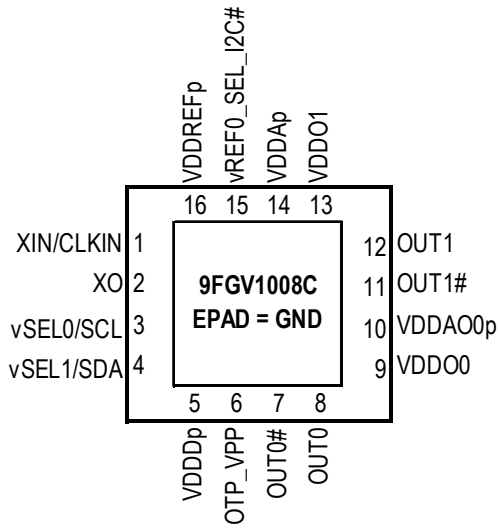 VDDREFp
vREF0_SEL_I2C#
VDDAp
VDDO1
16 15 14 13
XIN/CLKIN 1
XO 2
vSEL0/SCL 3
vSEL1/SDA 4
9FGV1008C
EPAD = GND
12 OUT1
11 OUT1#
10 VDDAO0p
9 VDDO0
5 6 7 8
VDDDp
OTP_VPP
OUT0#
OUT0